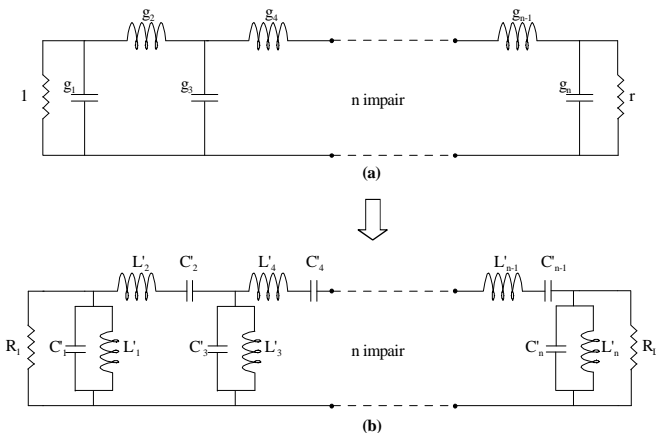 g₂ g₄ gₙ₋₁
1 g₁ g₃ n impair gₙ r
(a)
L'₂ C'₂ L'₄ C'₄ L'ₙ₋₁ C'ₙ₋₁
R₁ C'₁ L'₁ C'₃ L'₃ n impair C'ₙ L'ₙ R_L
(b)